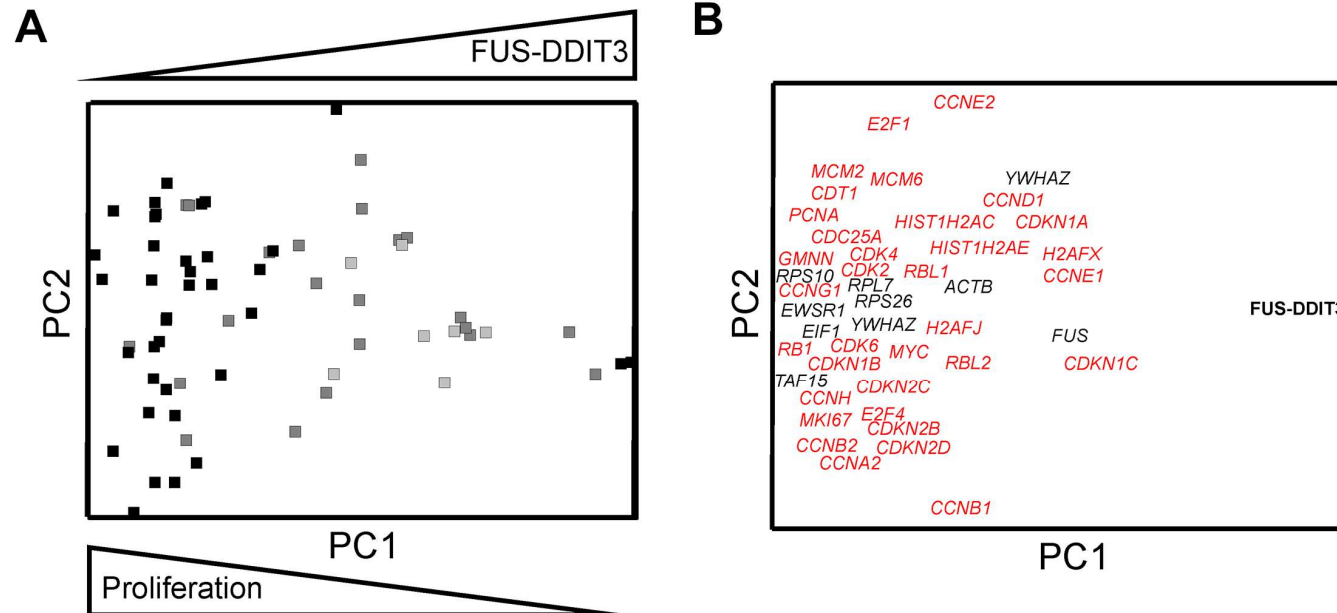 A
FUS-DDIT3
PC2
PC1
Proliferation
B
CCNE2
E2F1
MCM2
MCM6
YWHAZ
CDT1
CCND1
PCNA
HIST1H2AC
CDKN1A
CDC25A
HIST1H2AE
GMNN
CDK4
H2AFX
RPS10
CDK2
RBL1
CCNE1
CCNG1
RPL7
ACTB
RPS26
EWSR1
FUS-DDIT3
EIF1
YWHAZ
H2AFJ
FUS
RB1
CDK6
MYC
CDKN1B
RBL2
CDKN1C
TAF15
CDKN2C
CCNH
MKI67
E2F4
CDKN2B
CCNB2
CDKN2D
CCNA2
CCNB1
PC2
PC1